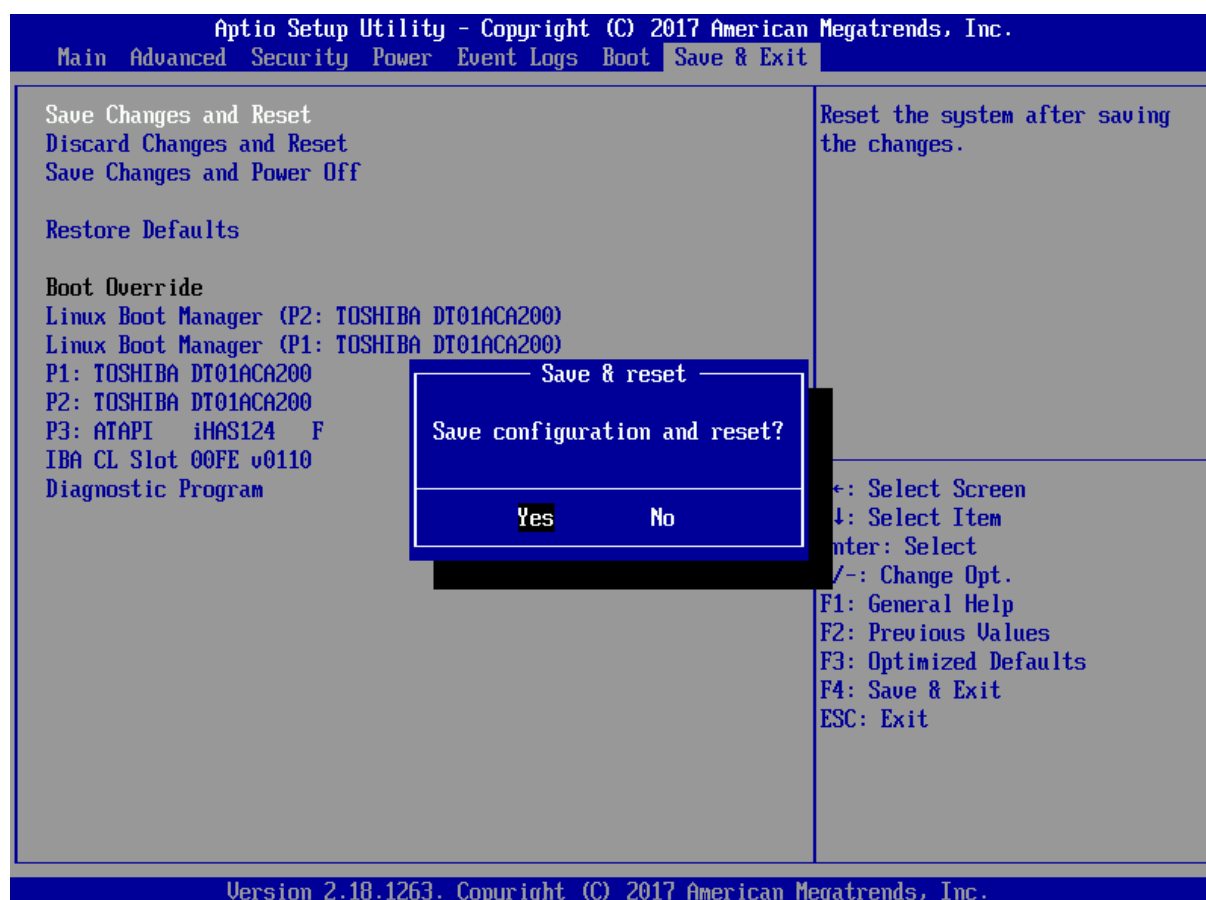 Aptio Setup Utility - Copyright (C) 2017 American Megatrends, Inc.
Main Advanced Security Power Event Logs Boot Save & Exit
Save Changes and Reset
Discard Changes and Reset
Save Changes and Power Off
Restore Defaults
Boot Override
Linux Boot Manager (P2: TOSHIBA DT01ACA200)
Linux Boot Manager (P1: TOSHIBA DT01ACA200)
P1: TOSHIBA DT01ACA200
P2: TOSHIBA DT01ACA200
P3: ATAPI iHAS124 F
IBA CL Slot 00FE v0110
Diagnostic Program
Save & reset
Save configuration and reset?
Yes No
Reset the system after saving
the changes.
←: Select Screen
↓: Select Item
nter: Select
/-: Change Opt.
F1: General Help
F2: Previous Values
F3: Optimized Defaults
F4: Save & Exit
ESC: Exit
Version 2.18.1263. Copyright (C) 2017 American Megatrends, Inc.